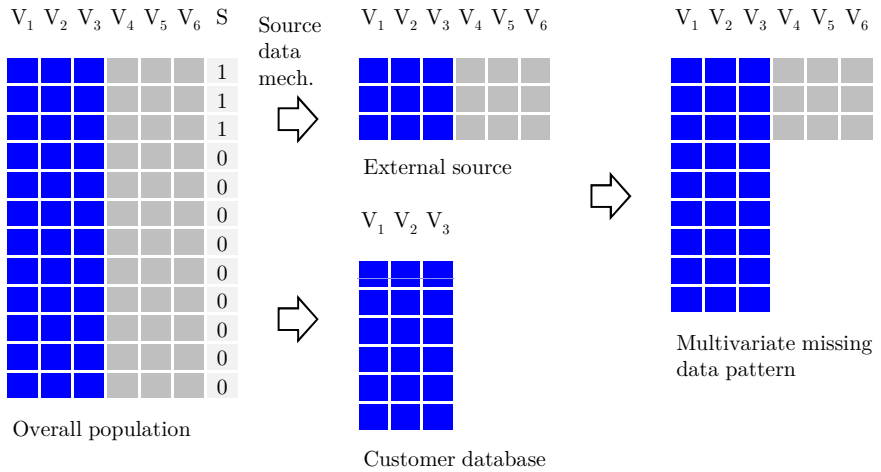 V1 V2 V3 V4 V5 V6 S
1
1
1
0
0
0
0
0
0
0
0
0
Overall population
Source
data
mech.
V1 V2 V3 V4 V5 V6
External source
V1 V2 V3
Customer database
V1 V2 V3 V4 V5 V6
Multivariate missing
data pattern